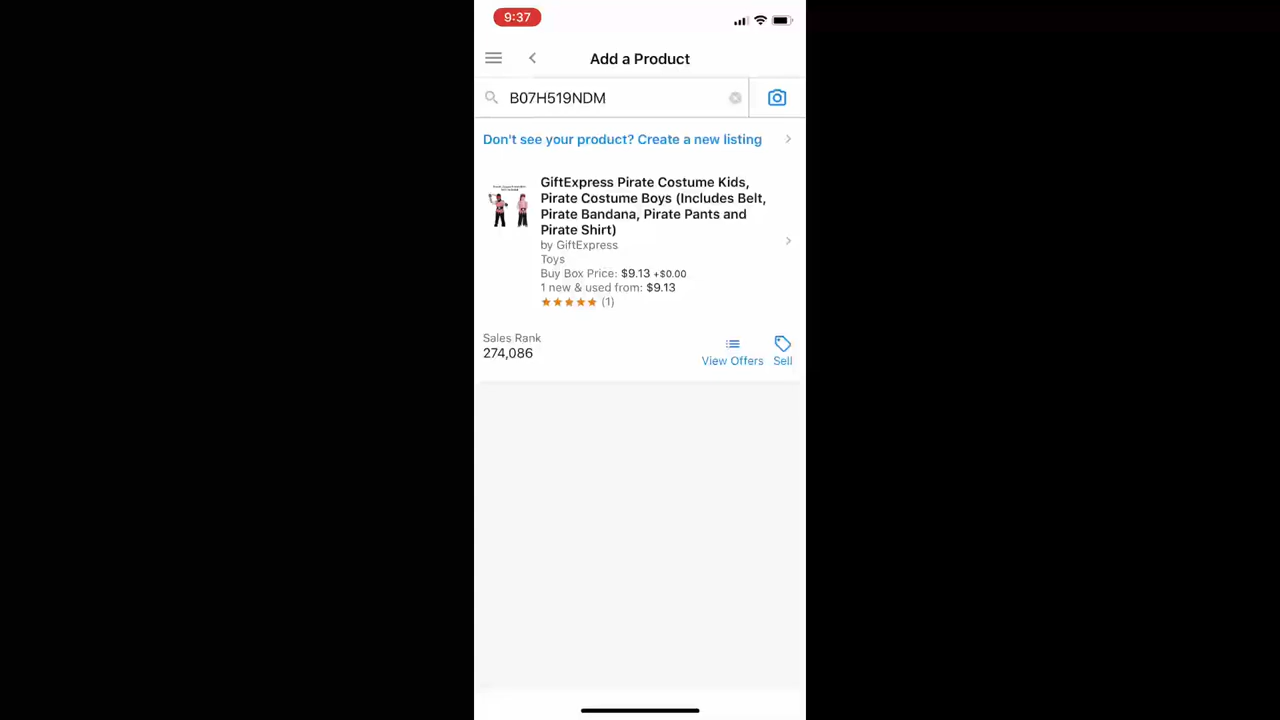 9:37
Add a Product
B07H519NDM
Don't see your product? Create a new listing
GiftExpress Pirate Costume Kids,
Pirate Costume Boys (Includes Belt,
Pirate Bandana, Pirate Pants and
Pirate Shirt)
by GiftExpress
Toys
Buy Box Price: $9.13 +$0.00
1 new & used from: $9.13
(1)
Sales Rank
274,086
View Offers
Sell